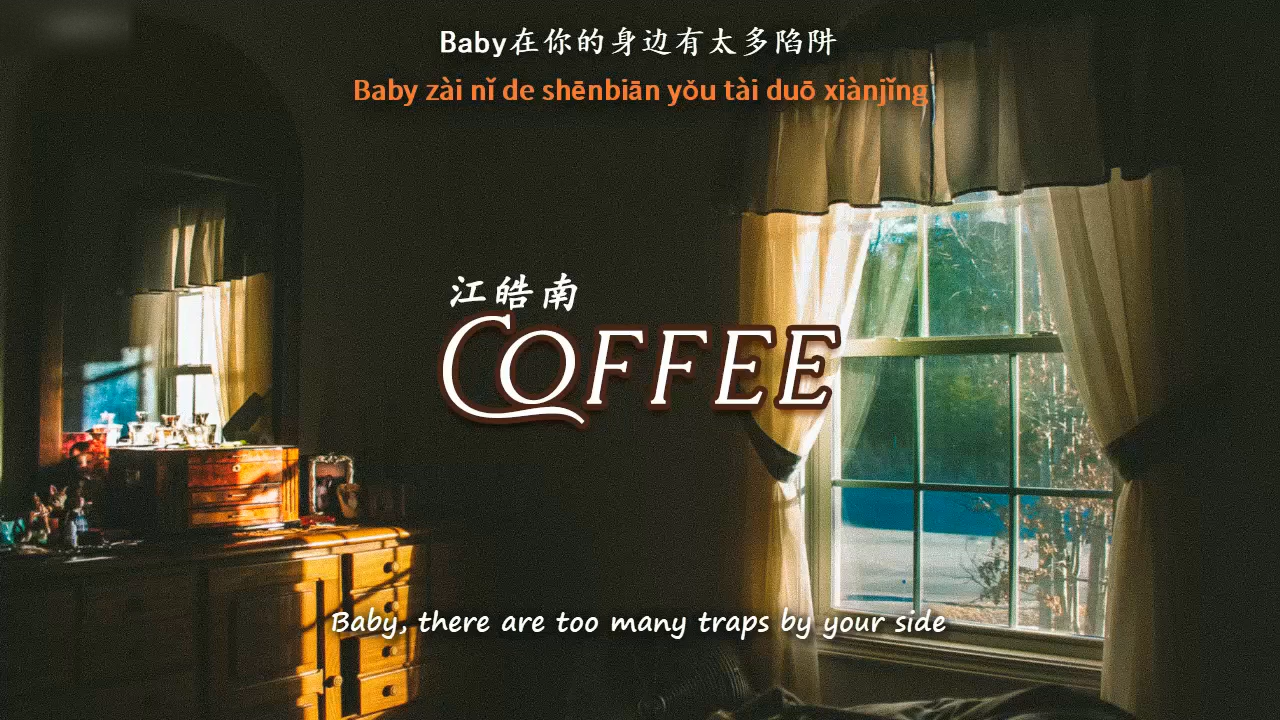 Baby在你的身边有太多陷阱
Baby zài nǐ de shēnbiān yǒu tài duō xiànjǐng
江皓南
COFFEE
Baby, there are too many traps by your side